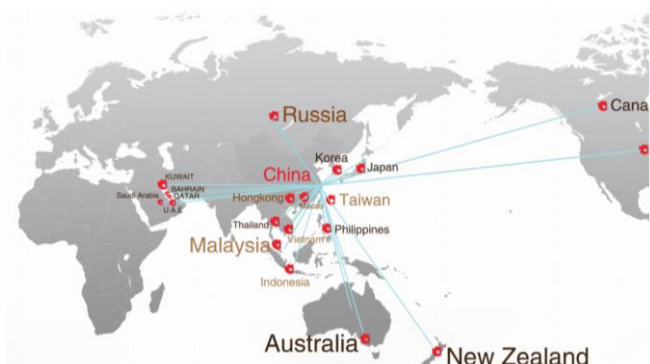 Cana
Russia
Korea
Japan
China
KUWAIT
BAHRAIN
Saudi Arabia
QATAR
U.A.E
Hongkong
Macao
Taiwan
Thailand
Vietnam
Philippines
Malaysia
Indonesia
Australia
New Zealand